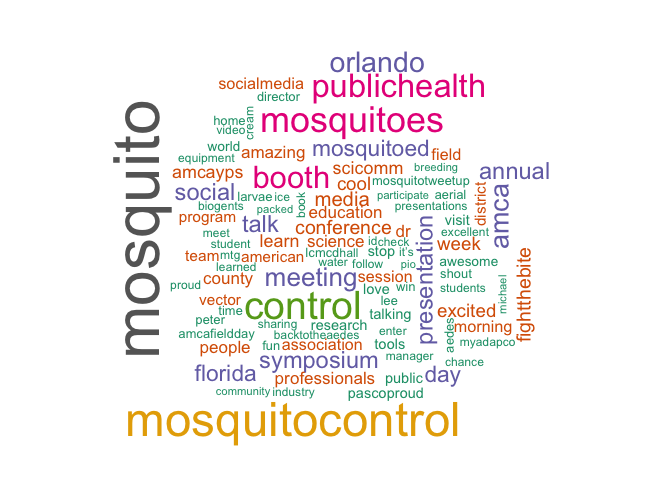 orlando
socialmedia
publichealth
director
mosquito
home
cream
mosquitoes
video
world
amazing
mosquitoed
field
equipment
amcayps
booth
scicomm
breeding
annual
social
cool
mosquitotweetup
larvae
ice
book
media
participate
aerial
district
amca
biogents
packed
education
presentations
program
talk
conference
dr
presentation
visit
excellent
meet
student
learn
science
idcheck
week
team
mtg
american
lcmcdhall
stop
it's
learned
water
follow
pio
awesome
proud
county
meeting
session
shout
students
michael
fightthebite
love
win
vector
control
lee
excited
time
talking
peter
sharing
research
enter
morning
amcafieldday
backtotheaedes
aedes
myadapco
people
fun
association
tools
symposium
manager
chance
florida
professionals
public
day
community
industry
pascoproud
mosquitocontrol